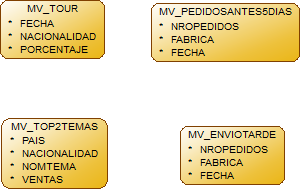 MV_TOUR
* FECHA
* NACIONALIDAD
* PORCENTAJE
MV_PEDIDOSANTES5DIAS
* NROPEDIDOS
* FABRICA
* FECHA
MV_TOP2TEMAS
* PAIS
* NACIONALIDAD
* NOMTEMA
* VENTAS
MV_ENVIOTARDE
* NROPEDIDOS
* FABRICA
* FECHA